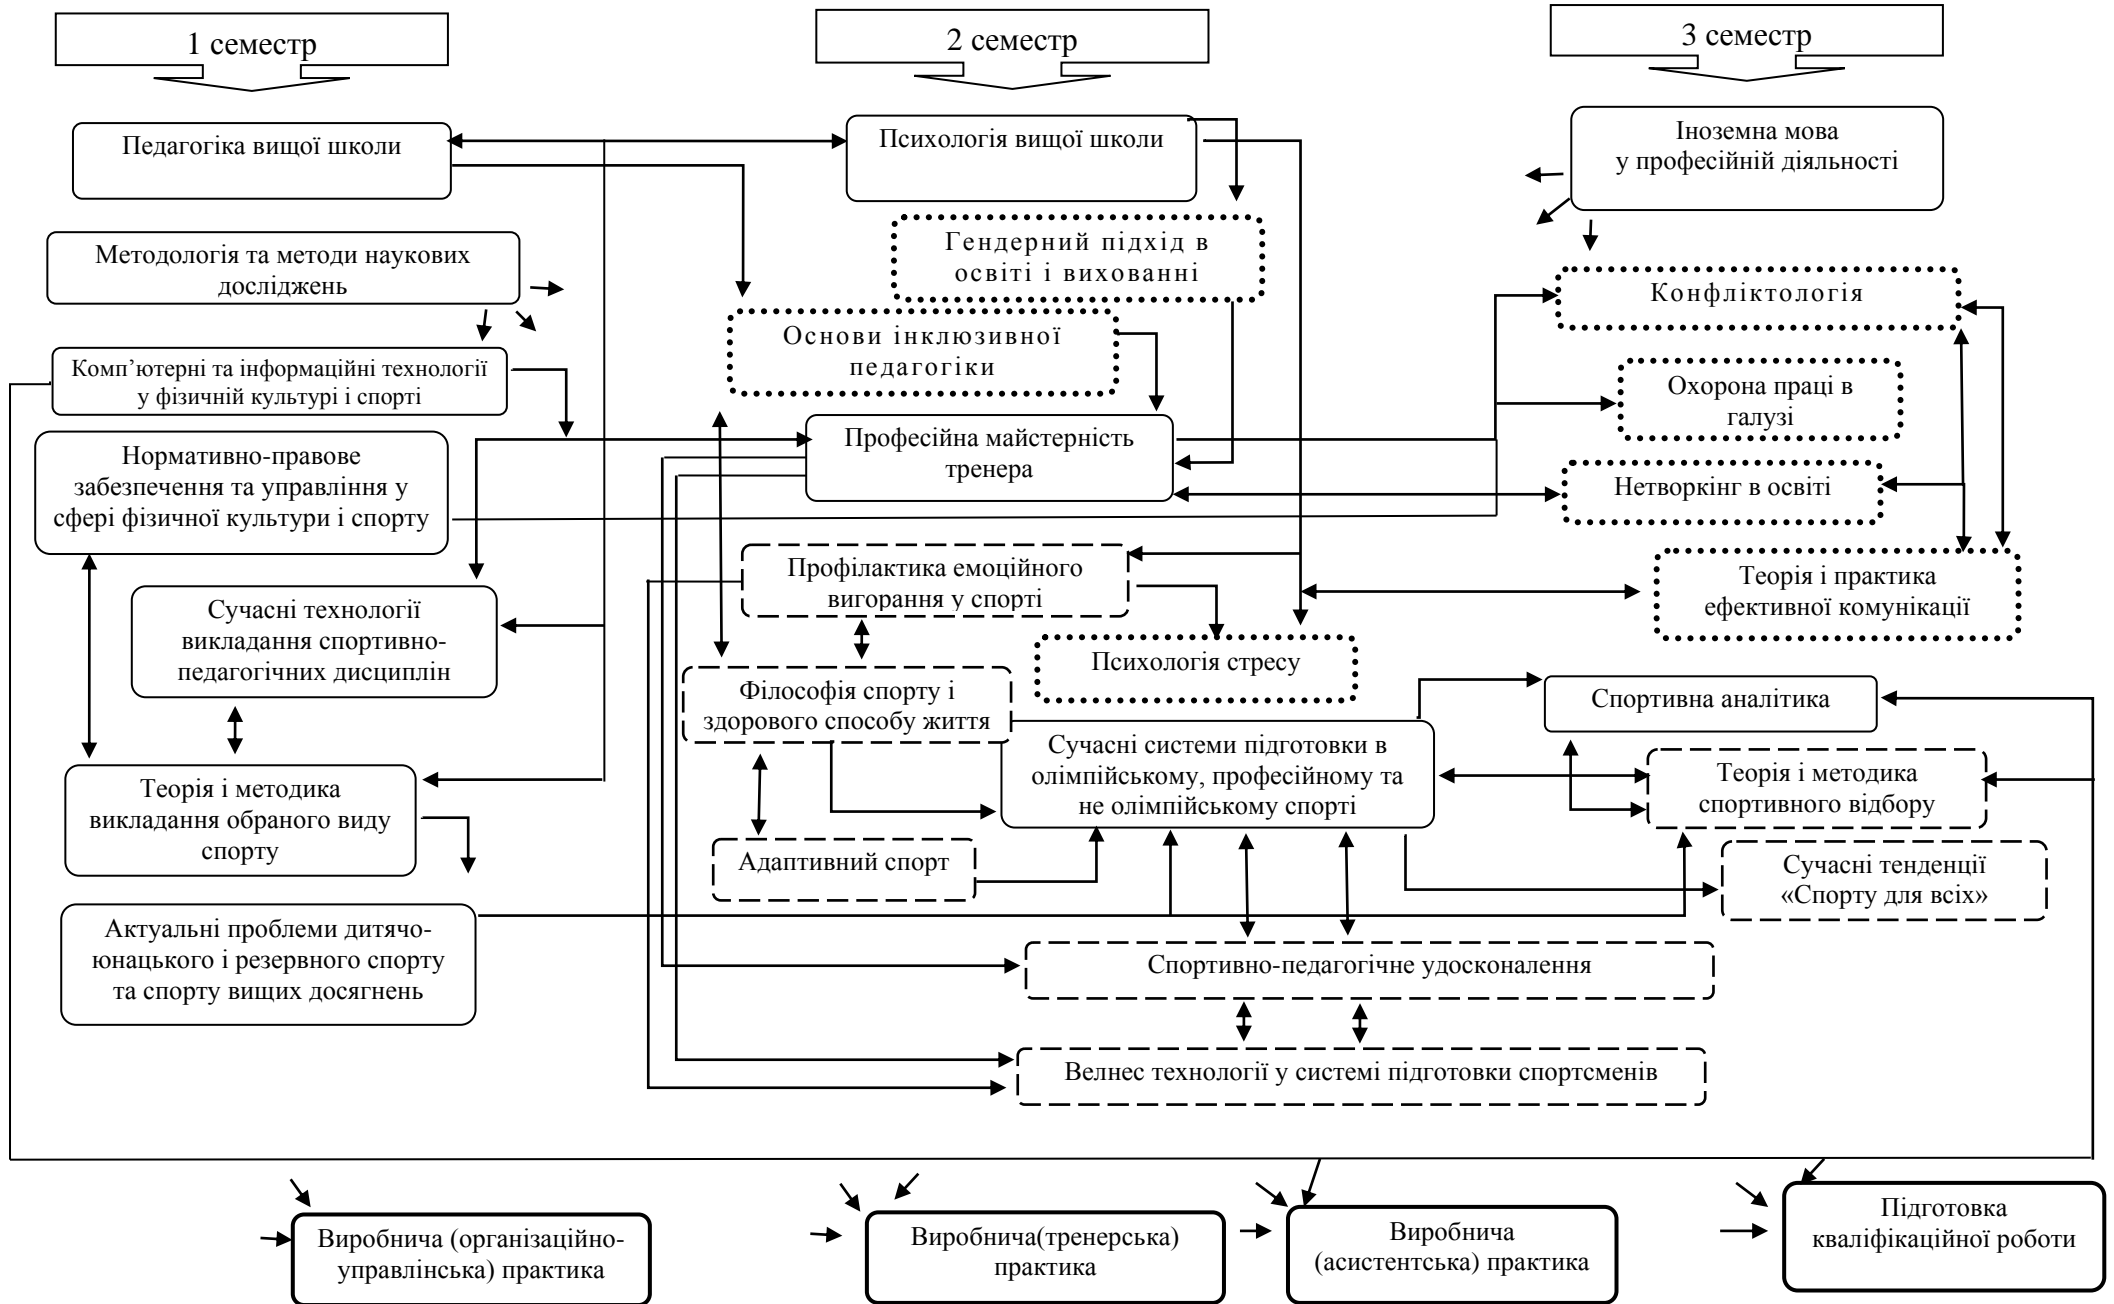 1 семестр
2 семестр
3 семестр
Педагогіка вищої школи
Психологія вищої школи
Іноземна мова
у професійній діяльності
Методологія та методи наукових
досліджень
Гендерний підхід в
освіті і вихованні
Конфліктологія
Основи інклюзивної
педагогіки
Комп’ютерні та інформаційні технології
у фізичній культурі і спорті
Охорона праці в
галузі
Нормативно-правове
забезпечення та управління у
сфері фізичної культури і спорту
Професійна майстерність
тренера
Нетворкінг в освіті
Профілактика емоційного
вигорання у спорті
Теорія і практика
ефективної комунікації
Сучасні технології
викладання спортивно-
педагогічних дисциплін
Психологія стресу
Філософія спорту і
здорового способу життя
Спортивна аналітика
Сучасні системи підготовки в
олімпійському, професійному та
не олімпійському спорті
Теорія і методика
спортивного відбору
Теорія і методика
викладання обраного виду
спорту
Адаптивний спорт
Сучасні тенденції
«Спорту для всіх»
Актуальні проблеми дитячо-
юнацького і резервного спорту
та спорту вищих досягнень
Спортивно-педагогічне удосконалення
Велнес технології у системі підготовки спортсменів
Виробнича (організаційно-
управлінська) практика
Виробнича(тренерська)
практика
Виробнича
(асистентська) практика
Підготовка
кваліфікаційної роботи